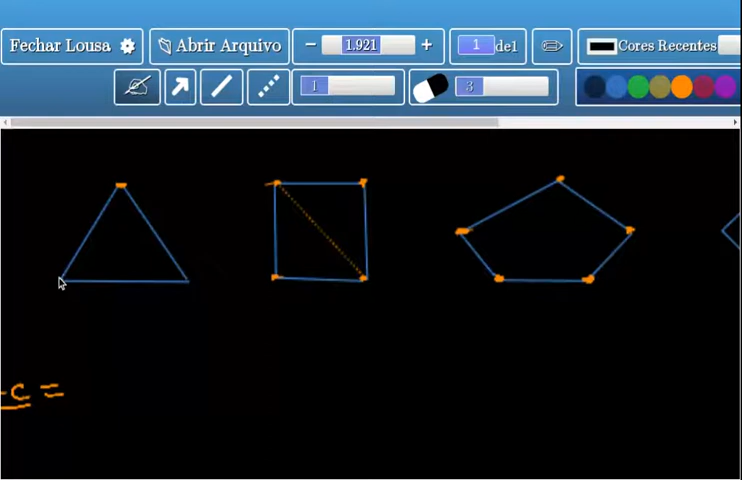 Fechar Lousa Abrir Arquivo − 1.921 + 1 de1 Cores Recentes
1 3
c =